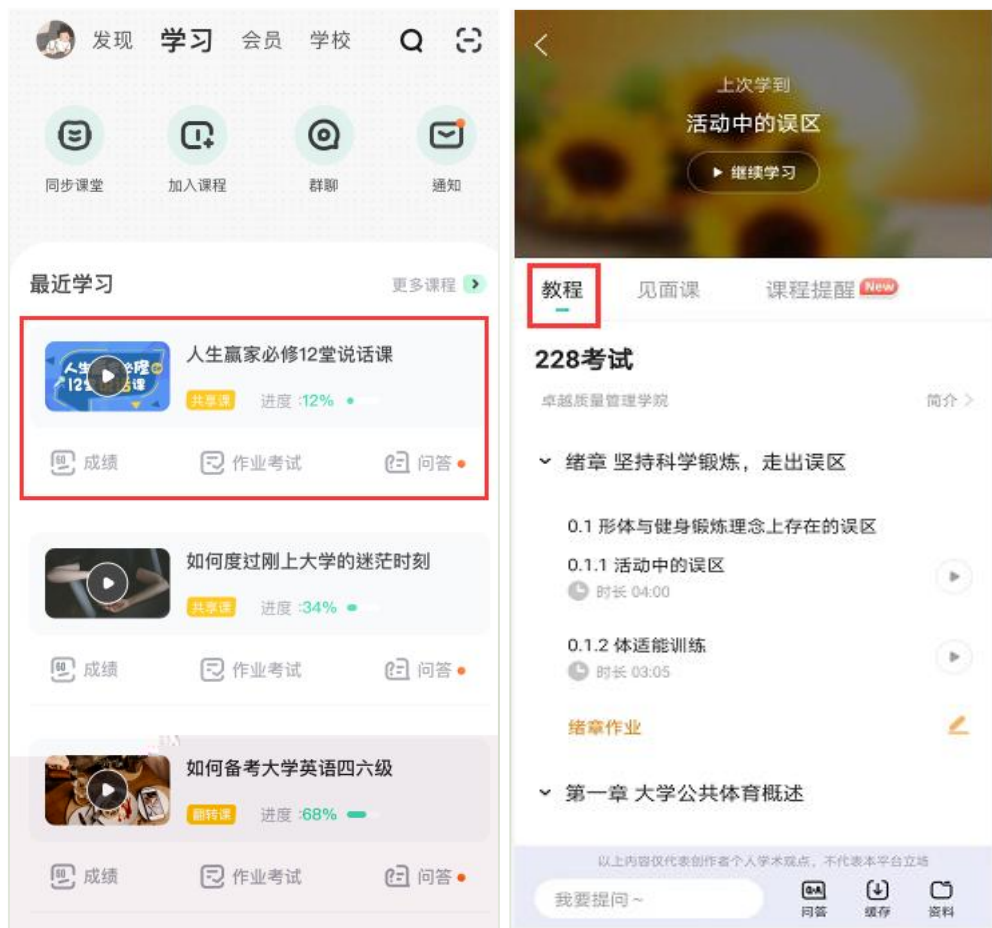 发现 学习 会员 学校
同步课堂 加入课程 群聊 通知
最近学习
更多课程
人生赢家必修12堂说话课
共享课 进度:12%
成绩 作业考试 问答
如何度过刚上大学的迷茫时刻
共享课 进度:34%
成绩 作业考试 问答
如何备考大学英语四六级
翻转课 进度:68%
成绩 作业考试 问答
上次学到
活动中的误区
继续学习
教程 见面课 课程提醒 New
228考试
卓越质量管理学院 简介
绪章 坚持科学锻炼，走出误区
0.1 形体与健身锻炼理念上存在的误区
0.1.1 活动中的误区
时长 04:00
0.1.2 体适能训练
时长 03:05
绪章作业
第一章 大学公共体育概述
以上内容仅代表创作者个人学术观点，不代表本平台立场
我要提问~
问答 缓存 资料